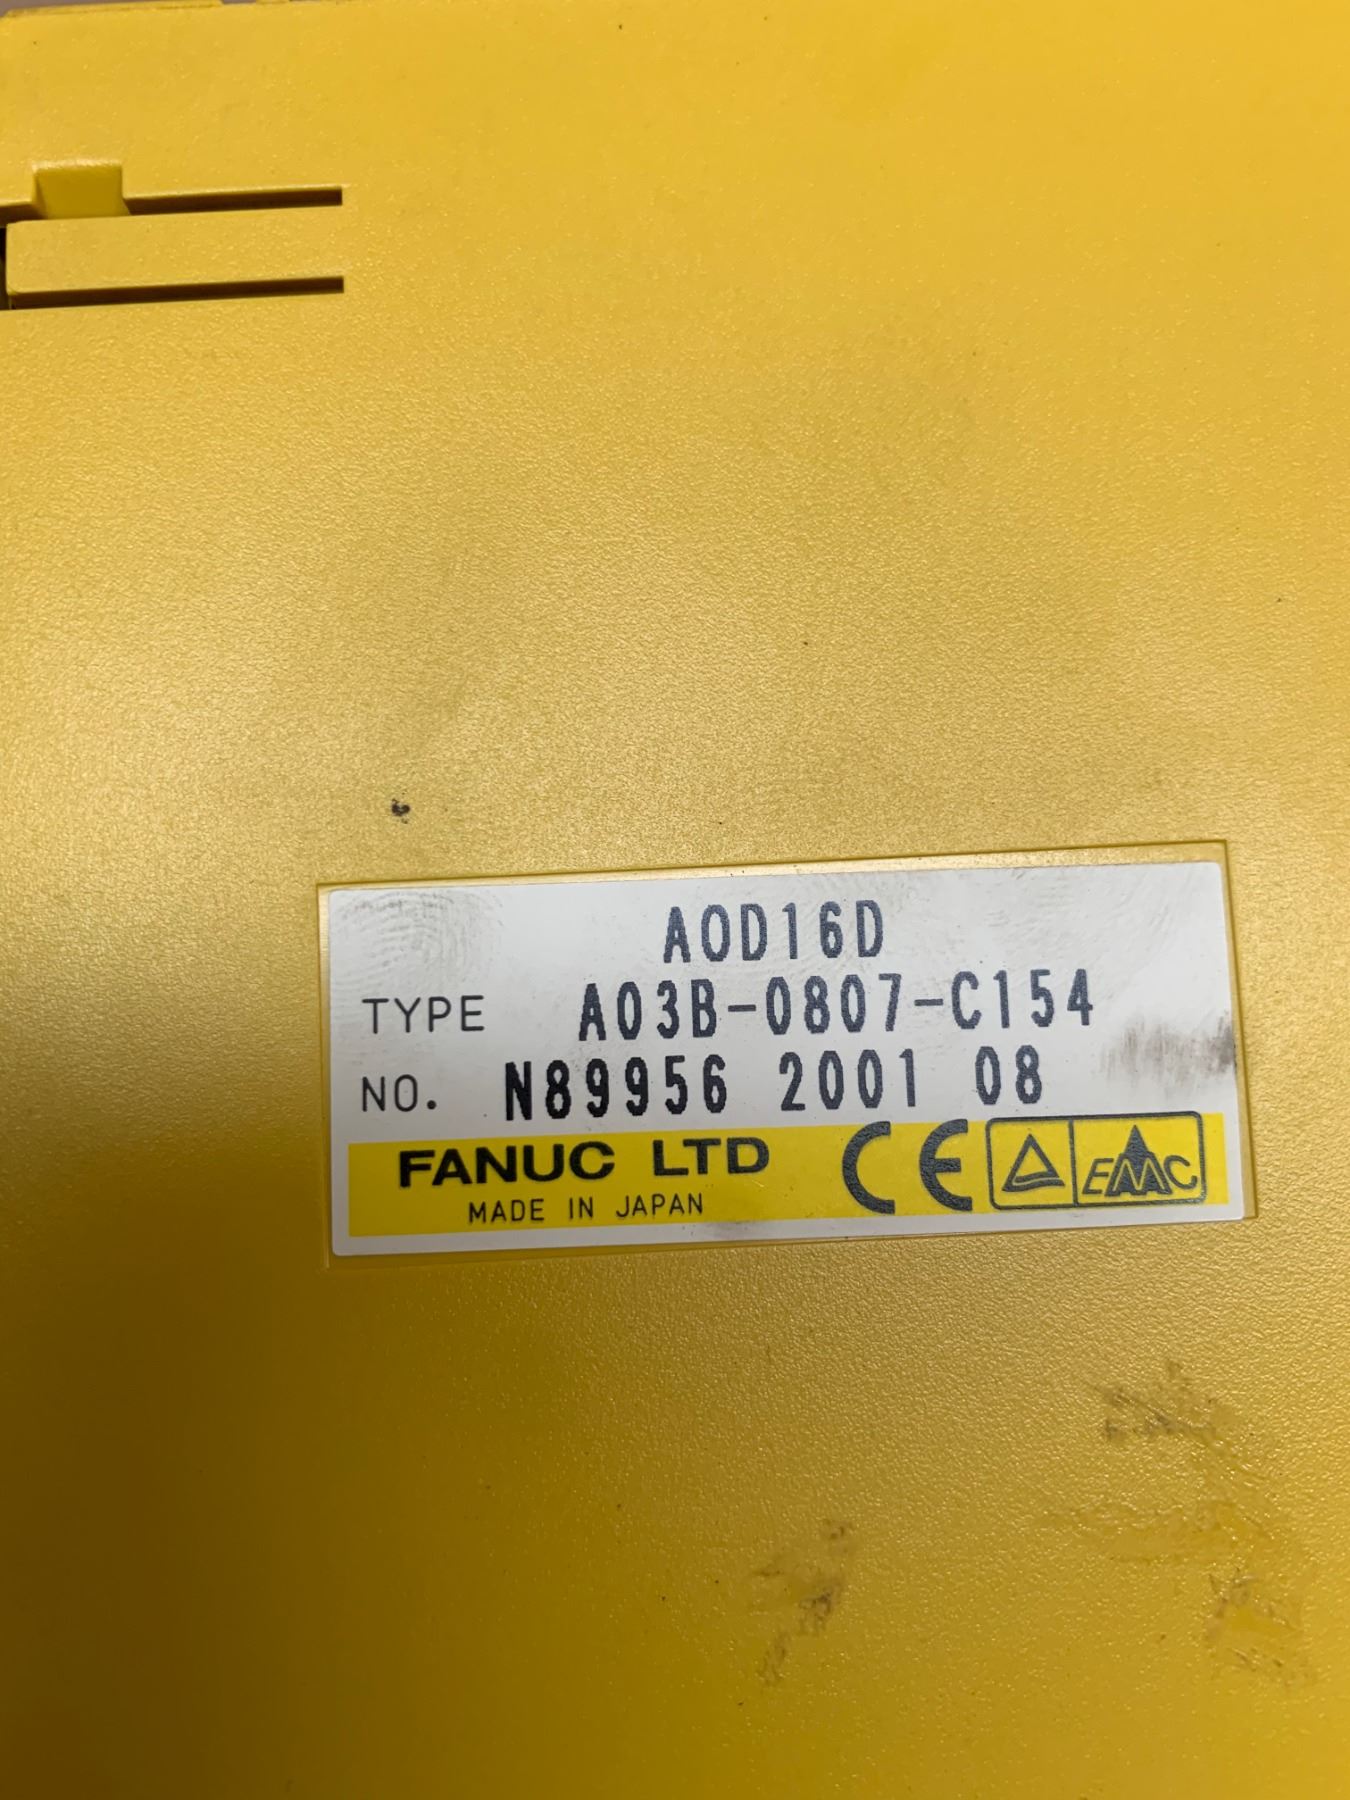 AOD16D
TYPE A03B-0807-C154
NO. N89956 2001 08
FANUC LTD CE EMC
MADE IN JAPAN